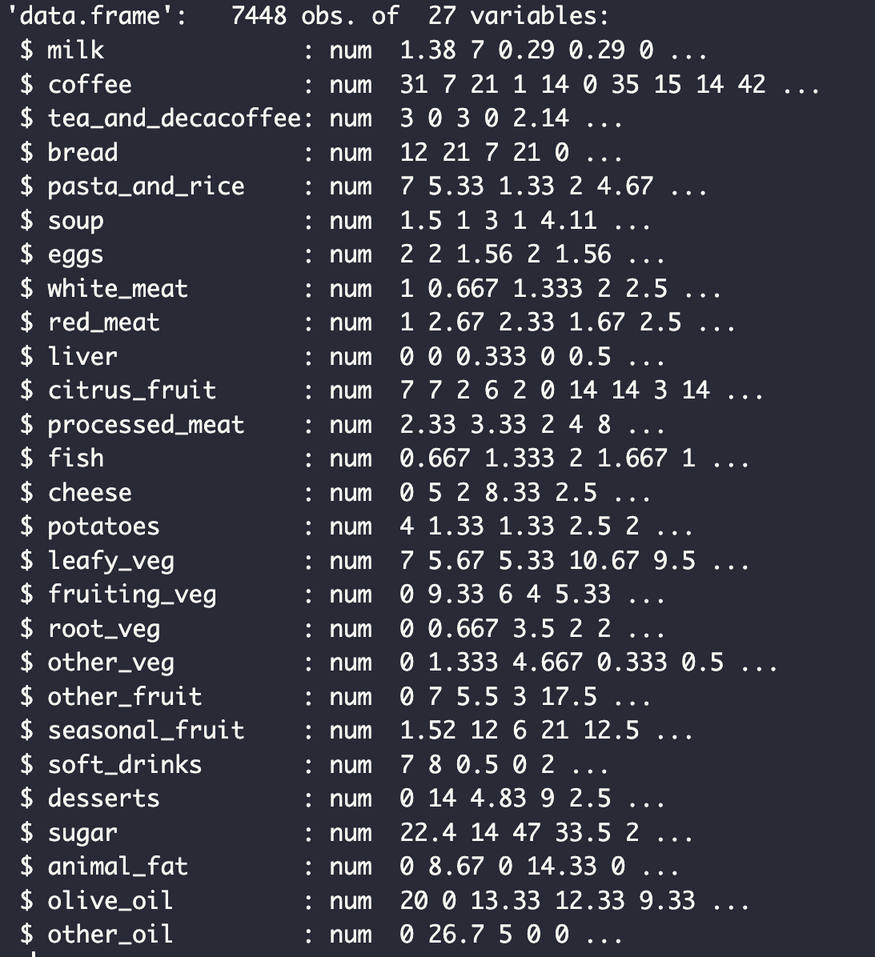 'data.frame':   7448 obs. of  27 variables:
 $ milk              : num  1.38 7 0.29 0.29 0 ...
 $ coffee            : num  31 7 21 1 14 0 35 15 14 42 ...
 $ tea_and_decacoffee: num  3 0 3 0 2.14 ...
 $ bread             : num  12 21 7 21 0 ...
 $ pasta_and_rice    : num  7 5.33 1.33 2 4.67 ...
 $ soup              : num  1.5 1 3 1 4.11 ...
 $ eggs              : num  2 2 1.56 2 1.56 ...
 $ white_meat        : num  1 0.667 1.333 2 2.5 ...
 $ red_meat          : num  1 2.67 2.33 1.67 2.5 ...
 $ liver             : num  0 0 0.333 0 0.5 ...
 $ citrus_fruit      : num  7 7 2 6 2 0 14 14 3 14 ...
 $ processed_meat    : num  2.33 3.33 2 4 8 ...
 $ fish              : num  0.667 1.333 2 1.667 1 ...
 $ cheese            : num  0 5 2 8.33 2.5 ...
 $ potatoes          : num  4 1.33 1.33 2.5 2 ...
 $ leafy_veg         : num  7 5.67 5.33 10.67 9.5 ...
 $ fruiting_veg      : num  0 9.33 6 4 5.33 ...
 $ root_veg          : num  0 0.667 3.5 2 2 ...
 $ other_veg         : num  0 1.333 4.667 0.333 0.5 ...
 $ other_fruit       : num  0 7 5.5 3 17.5 ...
 $ seasonal_fruit    : num  1.52 12 6 21 12.5 ...
 $ soft_drinks       : num  7 8 0.5 0 2 ...
 $ desserts          : num  0 14 4.83 9 2.5 ...
 $ sugar             : num  22.4 14 47 33.5 2 ...
 $ animal_fat        : num  0 8.67 0 14.33 0 ...
 $ olive_oil         : num  20 0 13.33 12.33 9.33 ...
 $ other_oil         : num  0 26.7 5 0 0 ...